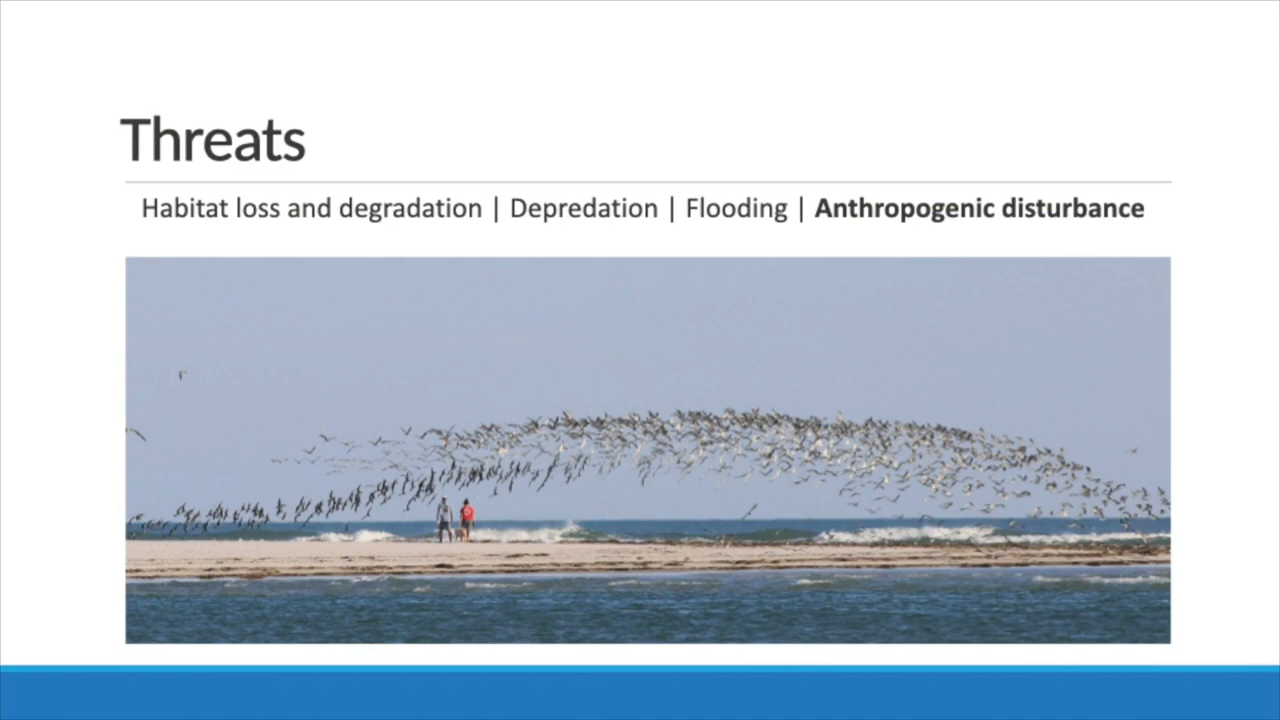 Threats
Habitat loss and degradation | Depredation | Flooding | Anthropogenic disturbance